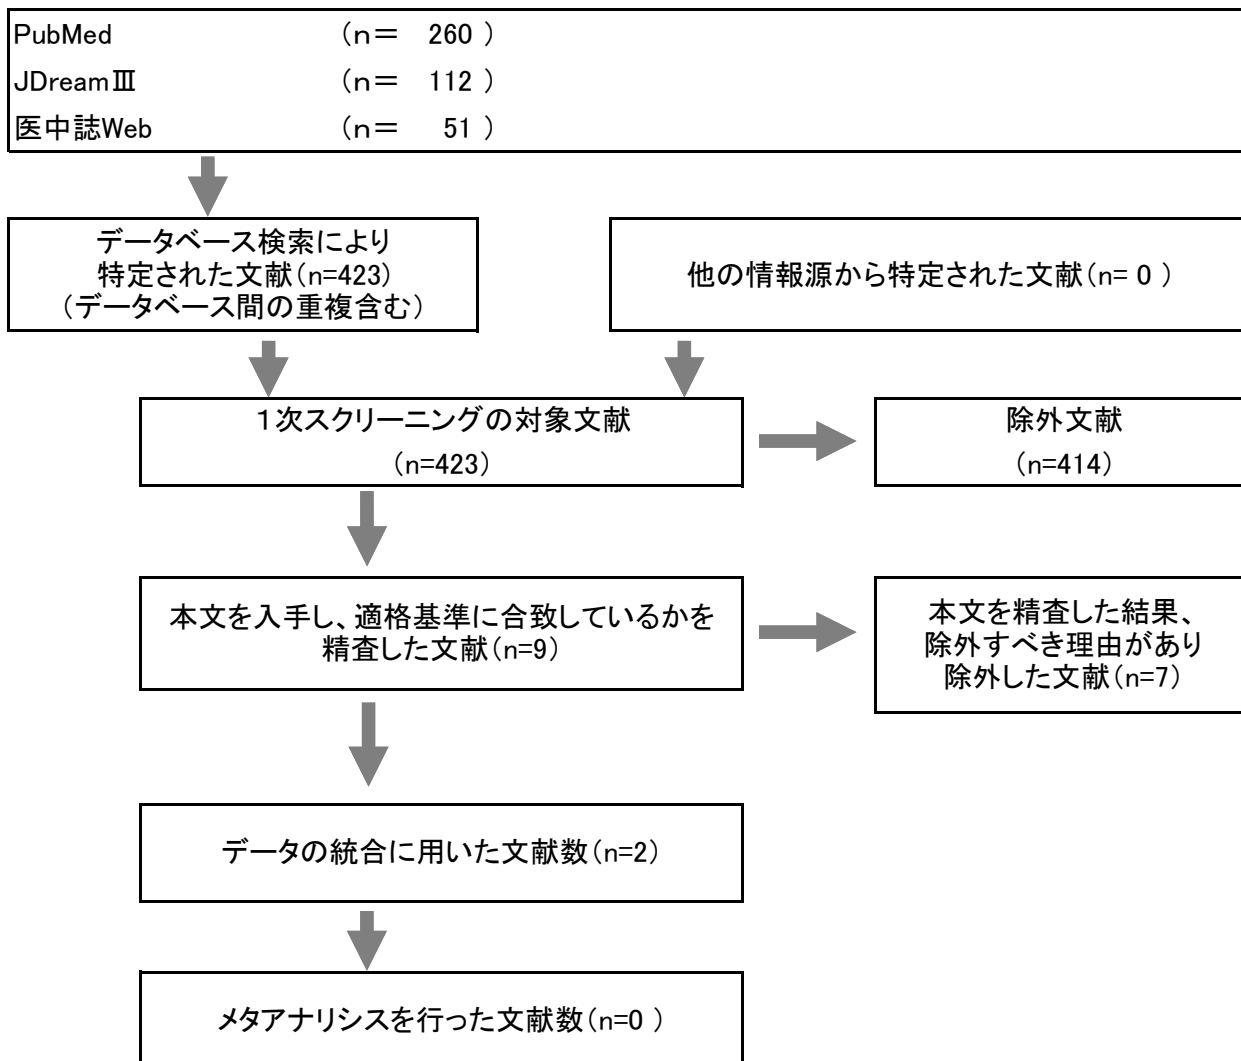 PubMed (n= 260 )
JDreamⅢ (n= 112 )
医中誌Web (n= 51 )
データベース検索により
特定された文献(n=423)
(データベース間の重複含む)
他の情報源から特定された文献(n= 0 )
1次スクリーニングの対象文献
(n=423)
除外文献
(n=414)
本文を入手し、適格基準に合致しているかを
精査した文献(n=9)
本文を精査した結果、
除外すべき理由があり
除外した文献(n=7)
データの統合に用いた文献数(n=2)
メタアナリシスを行った文献数(n=0 )